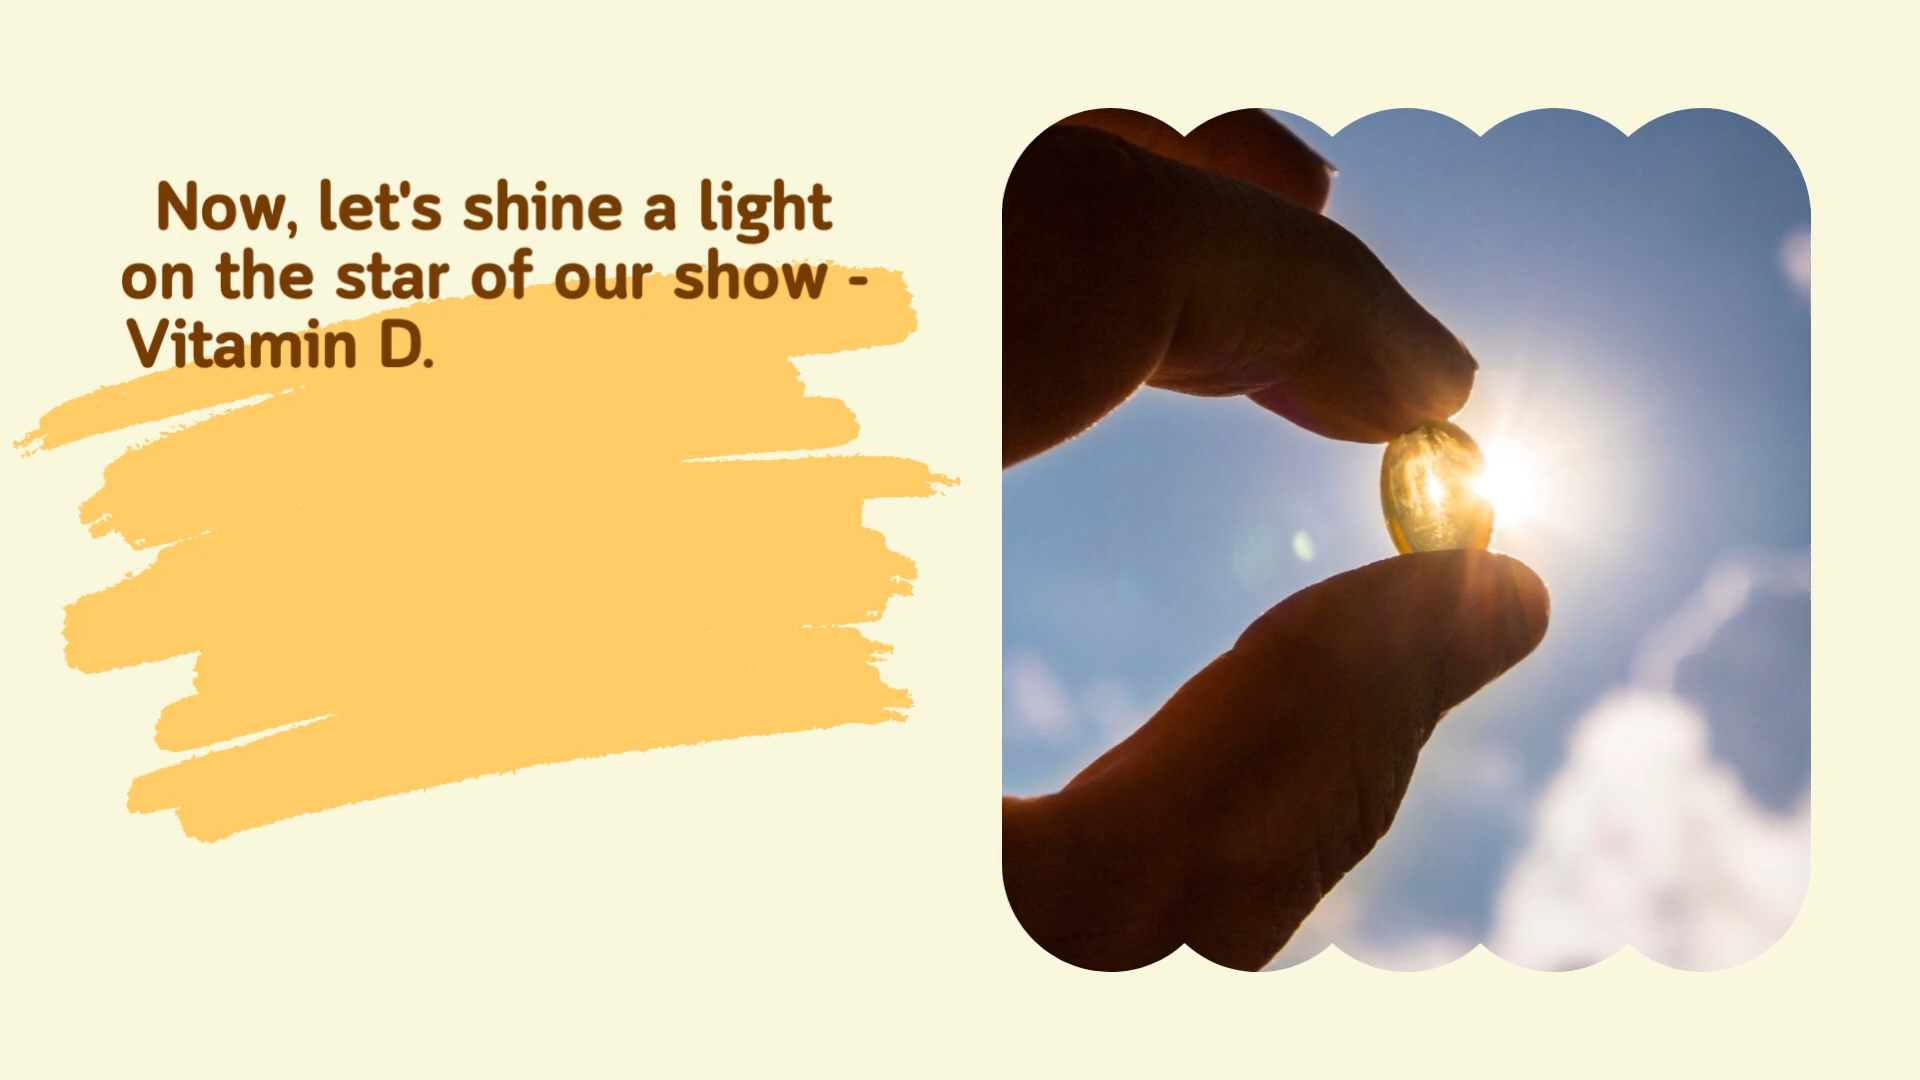 Now, let's shine a light
on the star of our show -
Vitamin D.